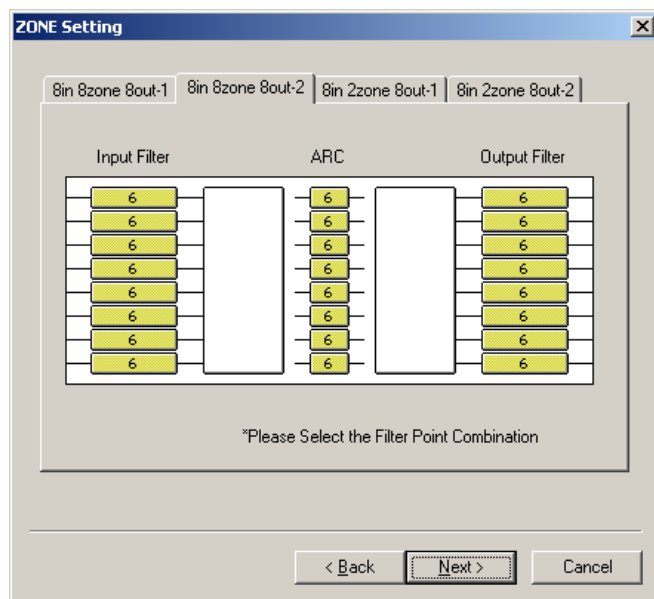 ZONE Setting
8in 8zone 8out-1 8in 8zone 8out-2 8in 2zone 8out-1 8in 2zone 8out-2
Input Filter ARC Output Filter
6 6 6
6 6 6
6 6 6
6 6 6
6 6 6
6 6 6
6 6 6
6 6 6
*Please Select the Filter Point Combination
< Back Next > Cancel